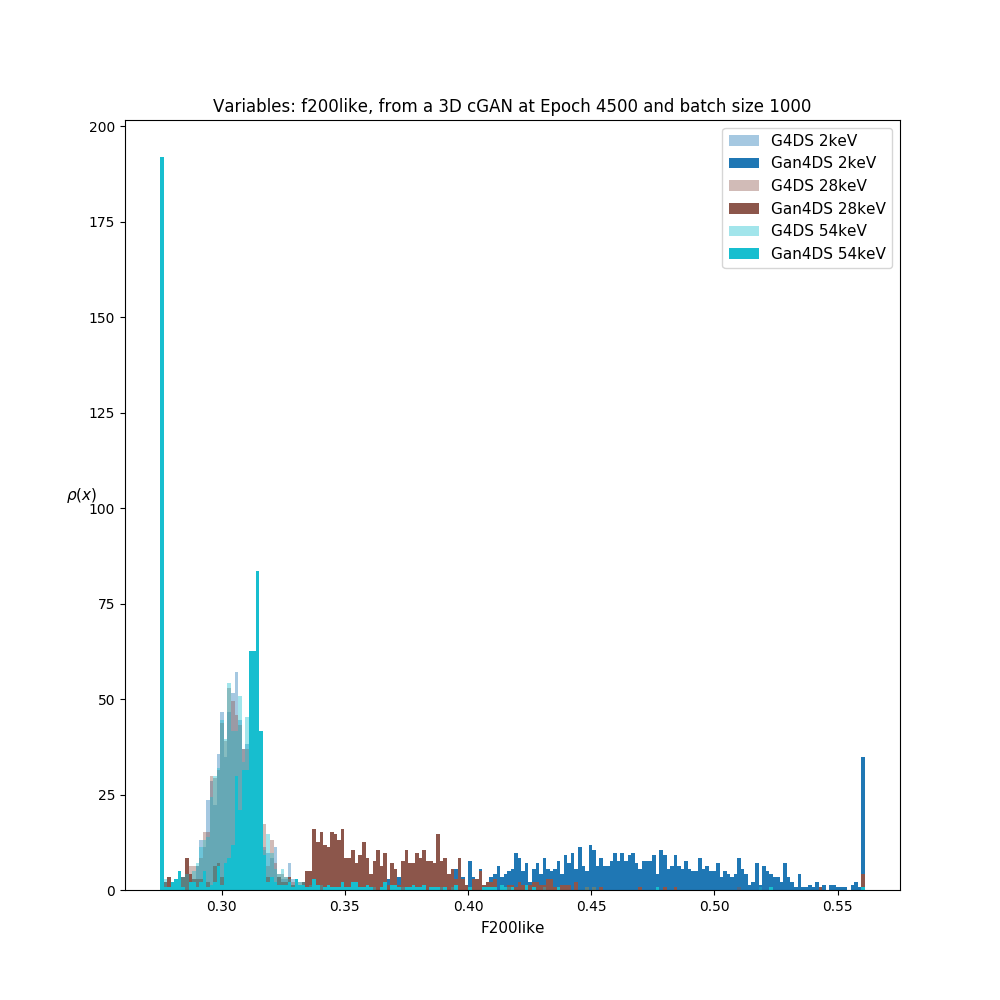 Variables: f200like, from a 3D cGAN at Epoch 4500 and batch size 1000
G4DS 2keV
Gan4DS 2keV
G4DS 28keV
Gan4DS 28keV
G4DS 54keV
Gan4DS 54keV
200
175
150
125
100
75
50
25
0
ρ(x)
0.30 0.35 0.40 0.45 0.50 0.55
F200like